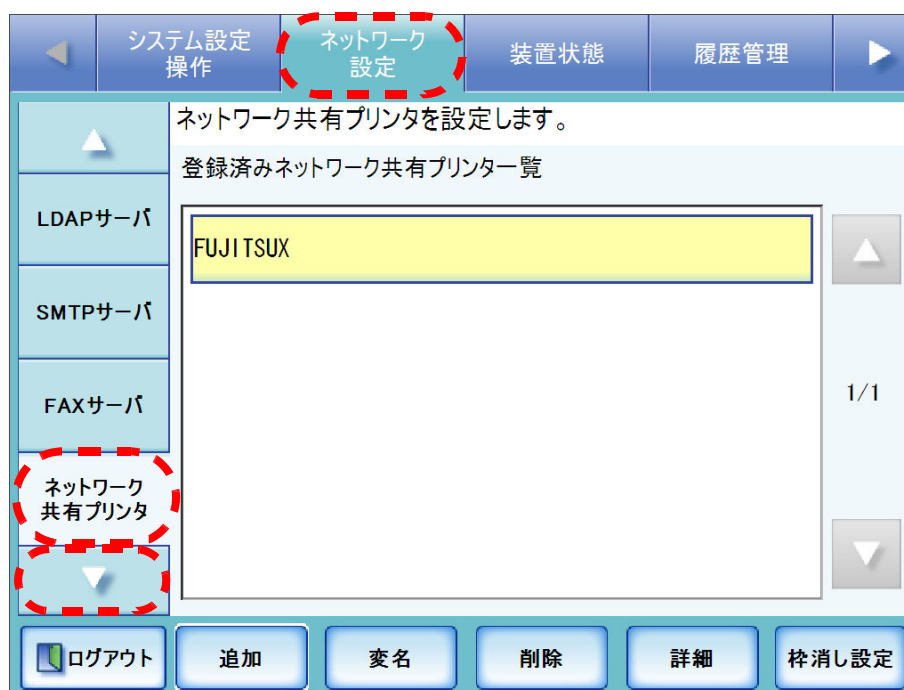 システム設定
操作
ネットワーク
設定
装置状態
履歴管理
ネットワーク共有プリンタを設定します。
登録済みネットワーク共有プリンター覧
LDAPサーバ
SMTPサーバ
FAXサーバ
ネットワーク
共有プリンタ
FUJITSUX
1/1
ログアウト
追加
変名
削除
詳細
枠消し設定